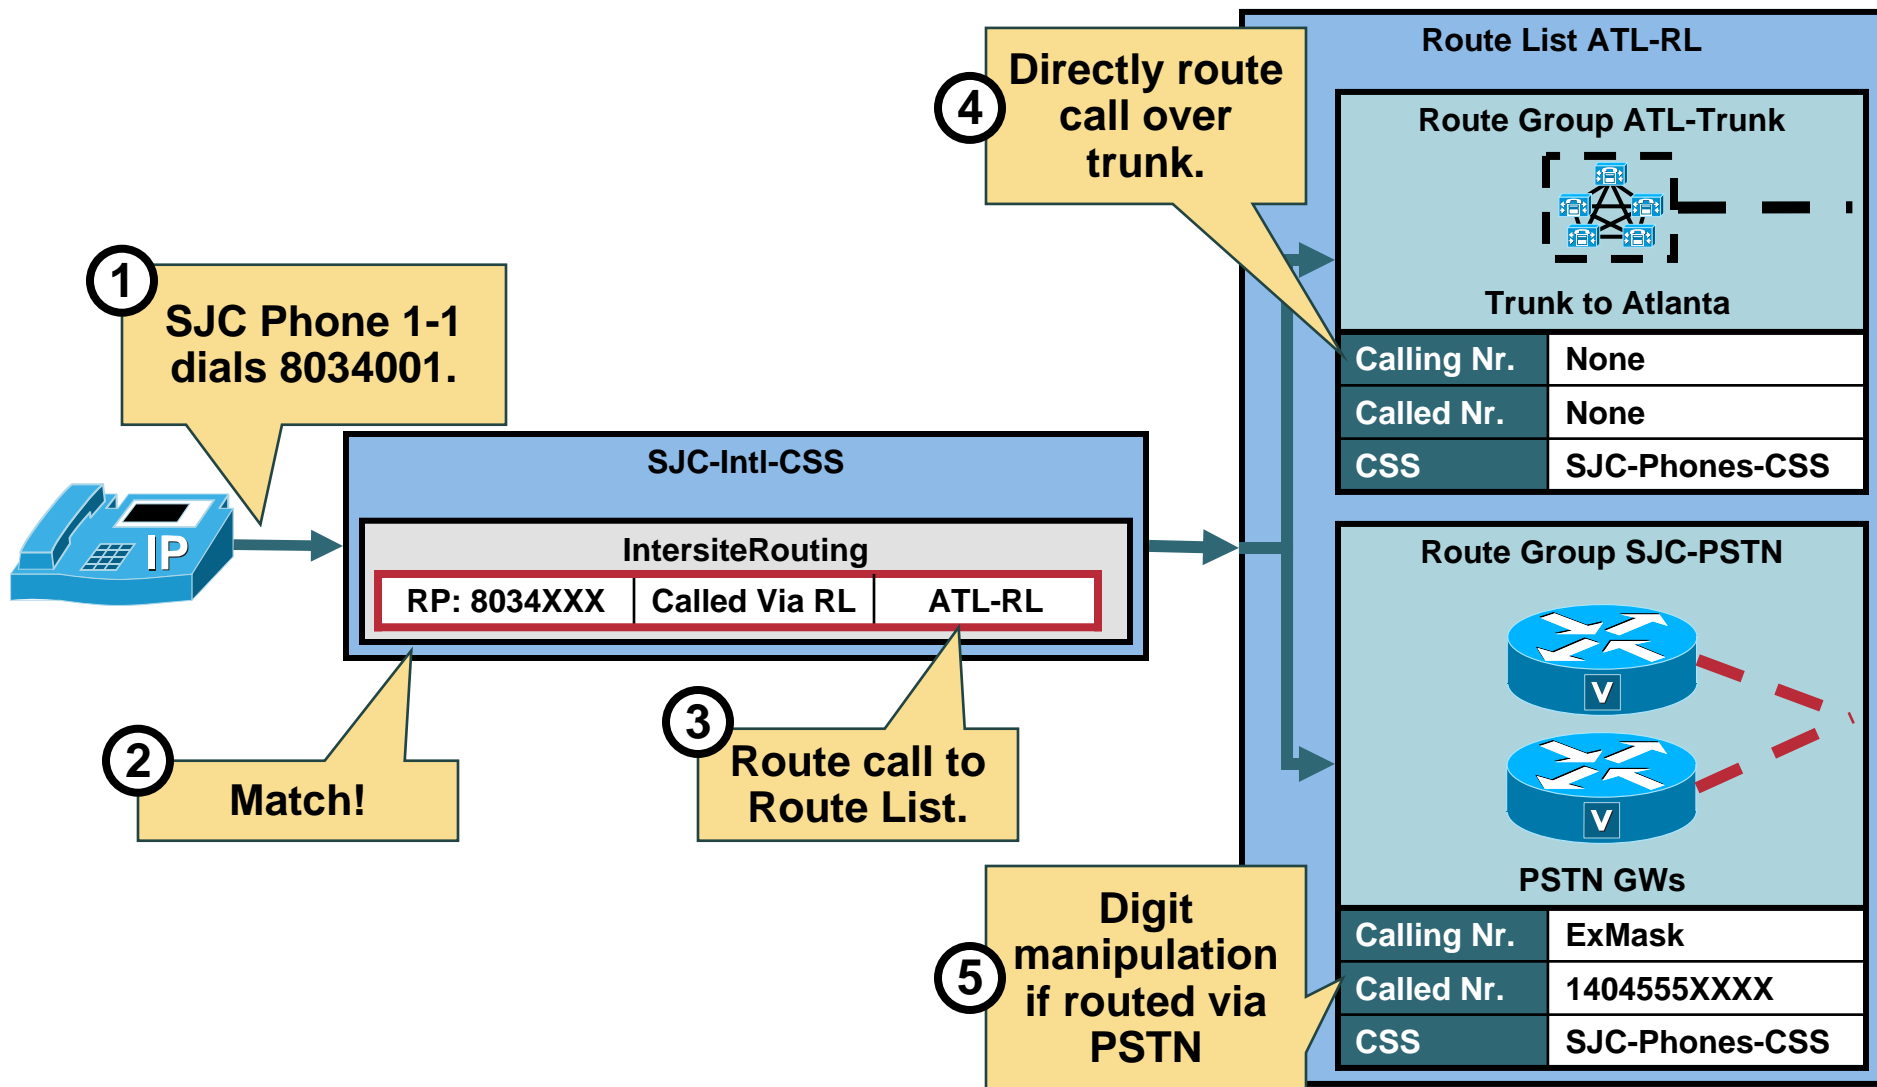 1
SJC Phone 1-1
dials 8034001.
IP
SJC-Intl-CSS
IntersiteRouting
RP: 8034XXX
Called Via RL
ATL-RL
2
Match!
3
Route call to
Route List.
4
Directly route
call over
trunk.
Route List ATL-RL
Route Group ATL-Trunk
Trunk to Atlanta
Calling Nr.
None
Called Nr.
None
CSS
SJC-Phones-CSS
Route Group SJC-PSTN
V
V
PSTN GWs
5
Digit
manipulation
if routed via
PSTN
Calling Nr.
ExMask
Called Nr.
1404555XXXX
CSS
SJC-Phones-CSS